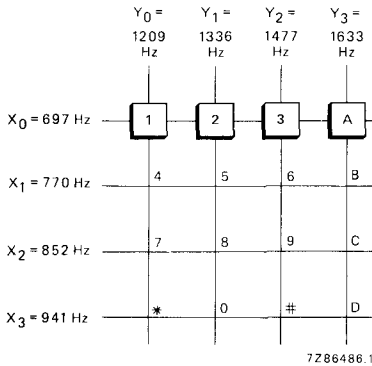 Y0 = Y1 = Y2 = Y3 =
1209 1336 1477 1633
Hz Hz Hz Hz
X0 = 697 Hz 1 2 3 A
X1 = 770 Hz 4 5 6 B
X2 = 852 Hz 7 8 9 C
X3 = 941 Hz * 0 # D
7Z86486.1